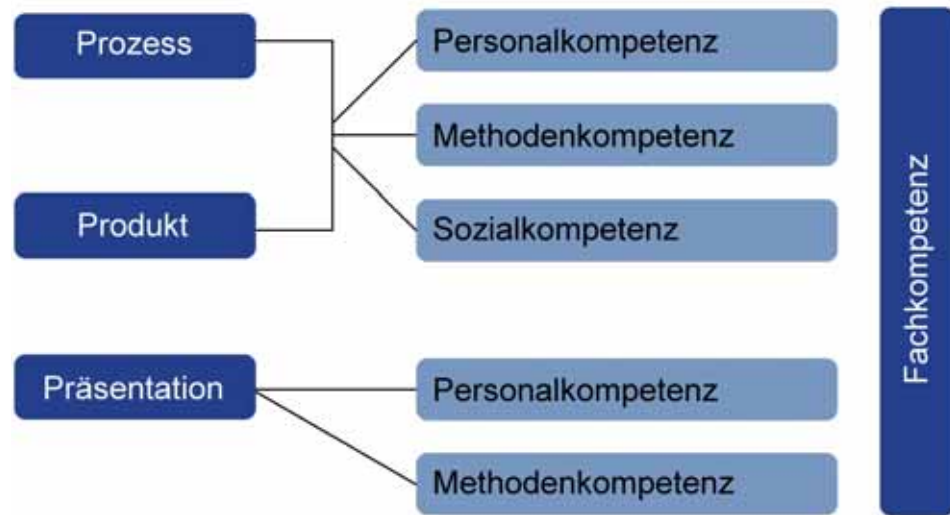 Prozess
Personalkompetenz
Methodenkompetenz
Produkt
Sozialkompetenz
Präsentation
Personalkompetenz
Methodenkompetenz
Fachkompetenz